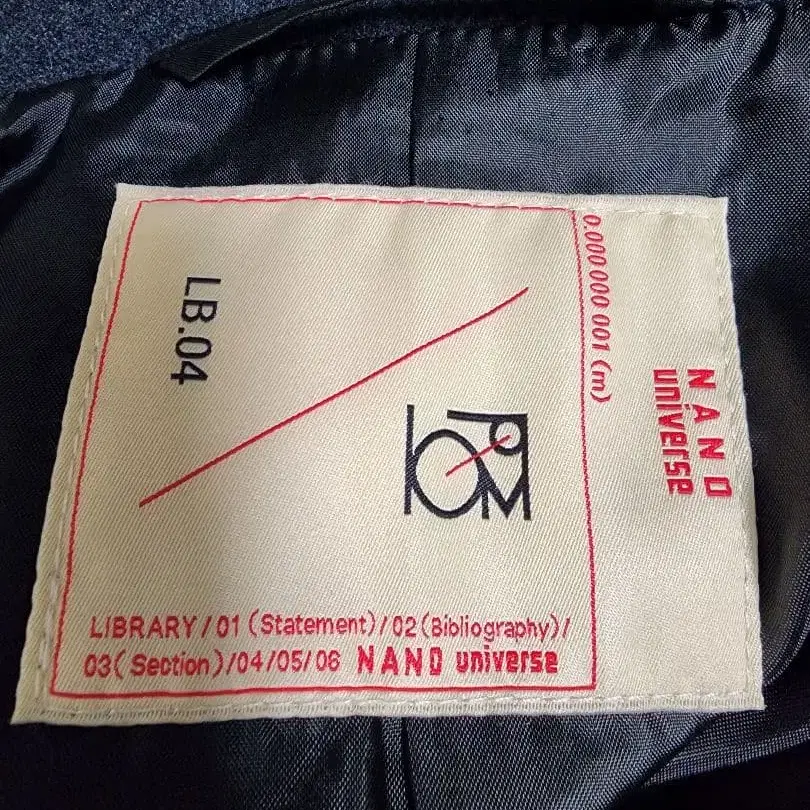 0.000 000 001 (m)
NANO
universe
LB.04
LIBRARY/01 (Statement)/02(Bibliography)/
03(Section)/04/05/06 NANO universe